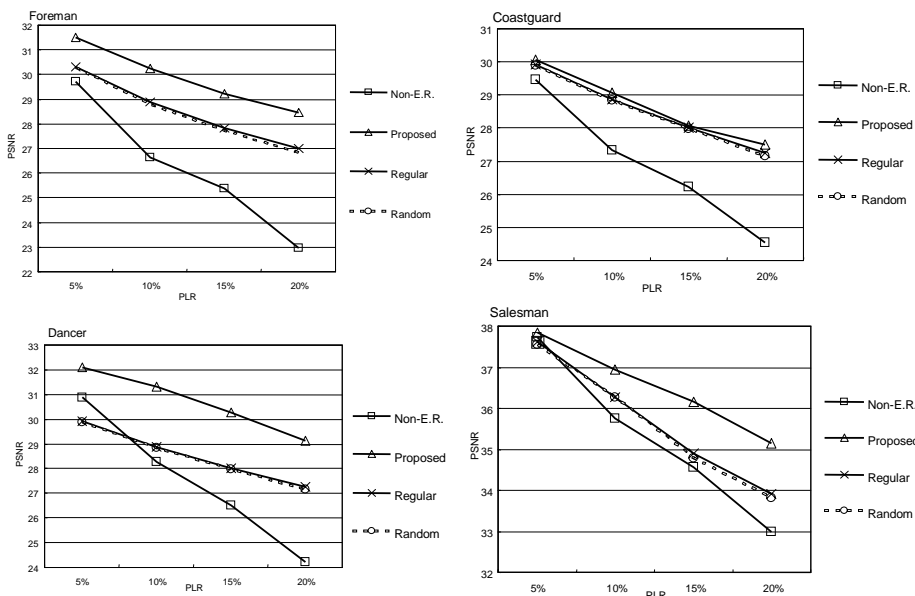 Foreman
32
31
30
29
28
27
26
25
24
23
22
PSNR
5% 10% 15% 20%
PLR
Non-E.R.
Proposed
Regular
Random
Coastguard
31
30
29
28
27
26
25
24
PSNR
5% 10% 15% 20%
PLR
Non-E.R.
Proposed
Regular
Random
Dancer
33
32
31
30
29
28
27
26
25
24
PSNR
5% 10% 15% 20%
PLR
Non-E.R.
Proposed
Regular
Random
Salesman
38
37
36
35
34
33
32
PSNR
5% 10% 15% 20%
PLR
Non-E.R.
Proposed
Regular
Random